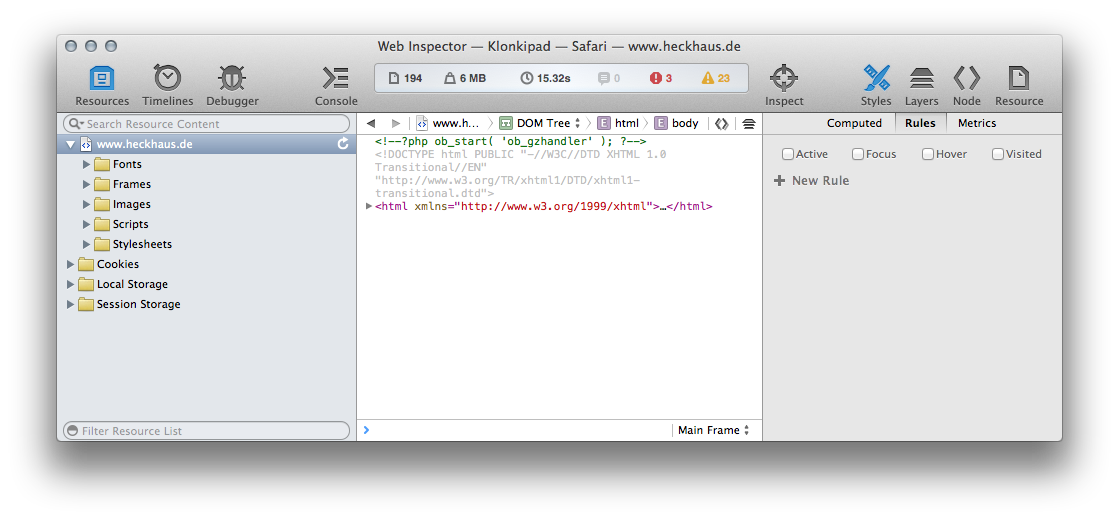 Web Inspector — Klonkipad — Safari — www.heckhaus.de
194 6 MB 15.32s 0 3 23
Resources Timelines Debugger Console Inspect Styles Layers Node Resource
Search Resource Content
www.h... DOM Tree html body
Computed Rules Metrics
www.heckhaus.de
Fonts
Frames
Images
Scripts
Stylesheets
Cookies
Local Storage
Session Storage
Filter Resource List
<!--?php ob_start( 'ob_gzhandler' ); ?-->
<!DOCTYPE html PUBLIC "-//W3C//DTD XHTML 1.0
Transitional//EN"
"http://www.w3.org/TR/xhtml1/DTD/xhtml1-
transitional.dtd">
<html xmlns="http://www.w3.org/1999/xhtml">…</html>
Main Frame
Active Focus Hover Visited
New Rule